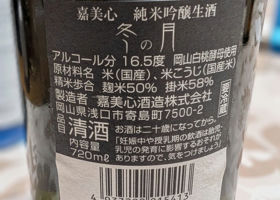 嘉美心 純米吟醸生酒
冬の月
アルコール分 16.5度 岡山白桃酵母使用
原材料名 米(国産)、米こうじ(国産米)
精米歩合 麹米50% 掛米58%
製造者 嘉美心酒造株式会社
岡山県浅口市寄島町7500-2
要冷蔵
品目 清酒
内容量 720mℓ
お酒は二十歳になってから。
「妊娠中や授乳期の飲酒は胎児・
乳児の発育に影響するおそれが
ありますので、気をつけましょう」